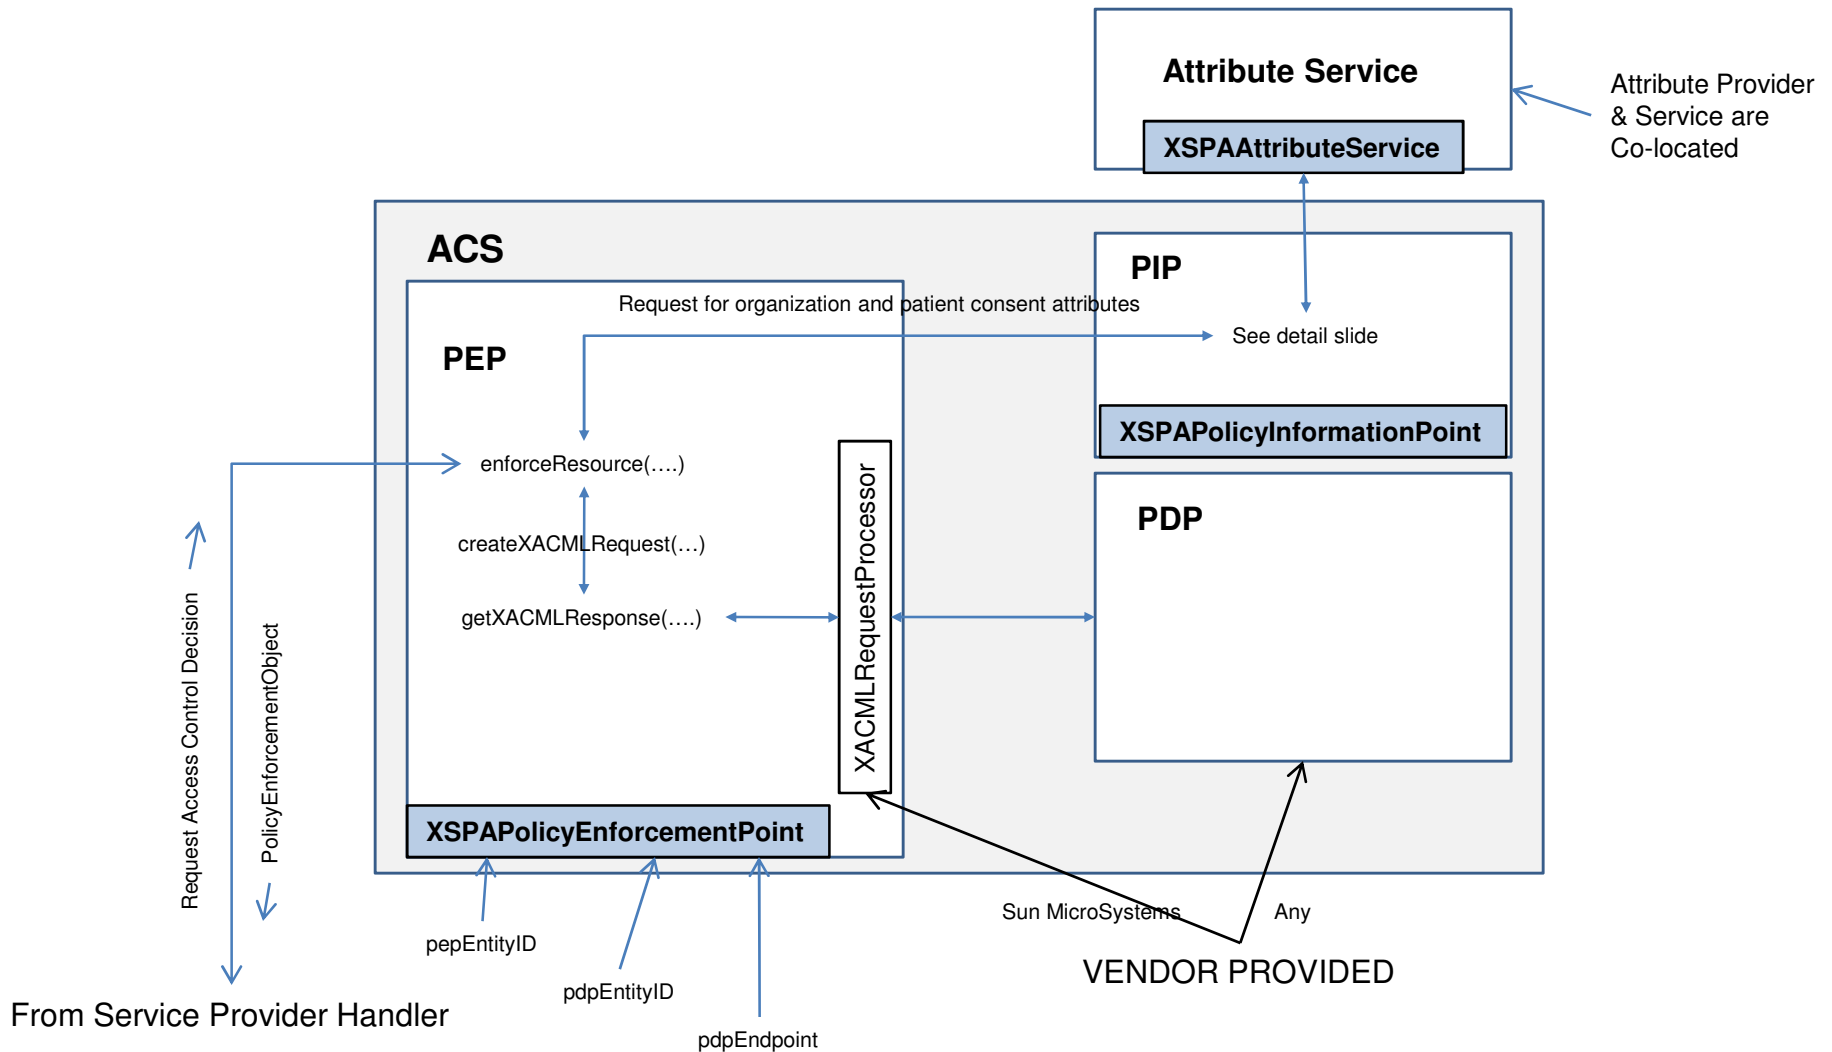 Attribute Service
XSPAAttributeService
Attribute Provider
& Service are
Co-located
ACS
PIP
Request for organization and patient consent attributes
See detail slide
PEP
XSPAPolicyInformationPoint
enforceResource(....)
createXACMLRequest(...)
getXACMLResponse(....)
XACMLRequestProcessor
PDP
Request Access Control Decision
PolicyEnforcementObject
XSPAPolicyEnforcementPoint
Sun MicroSystems
Any
pepEntityID
VENDOR PROVIDED
pdpEntityID
From Service Provider Handler
pdpEndpoint